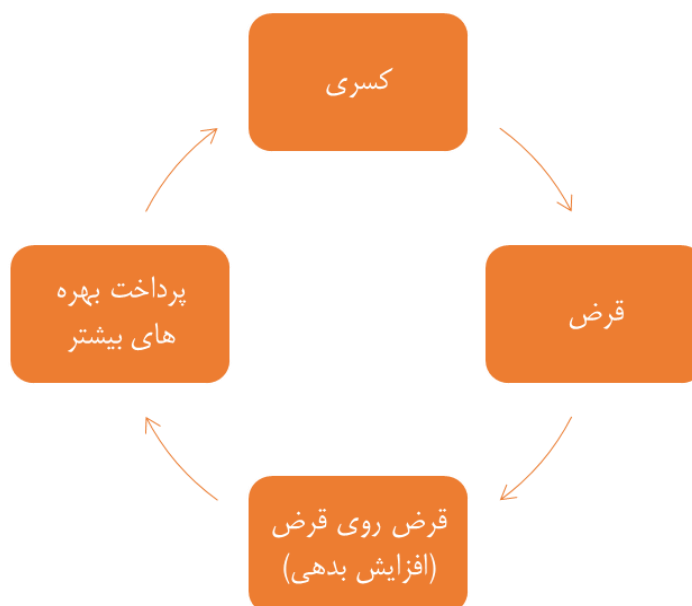 کسری
قرض
قرض روی قرض
(افزایش بدهی)
پرداخت بهره
های بیشتر